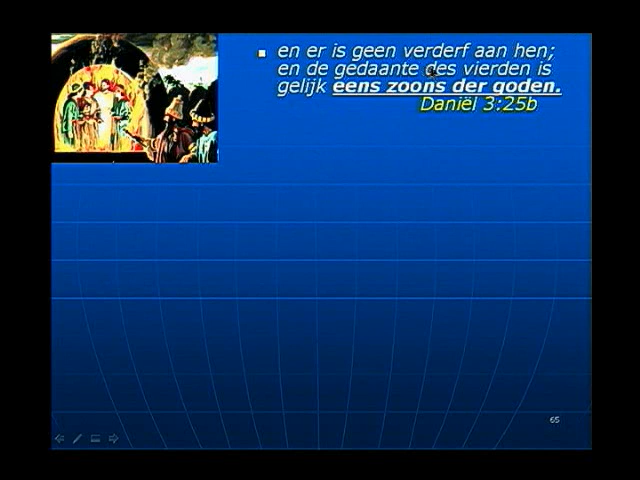 en er is geen verderf aan hen;
en de gedaante des vierden is
gelijk eens zoons der goden.
Daniël 3:25b
65